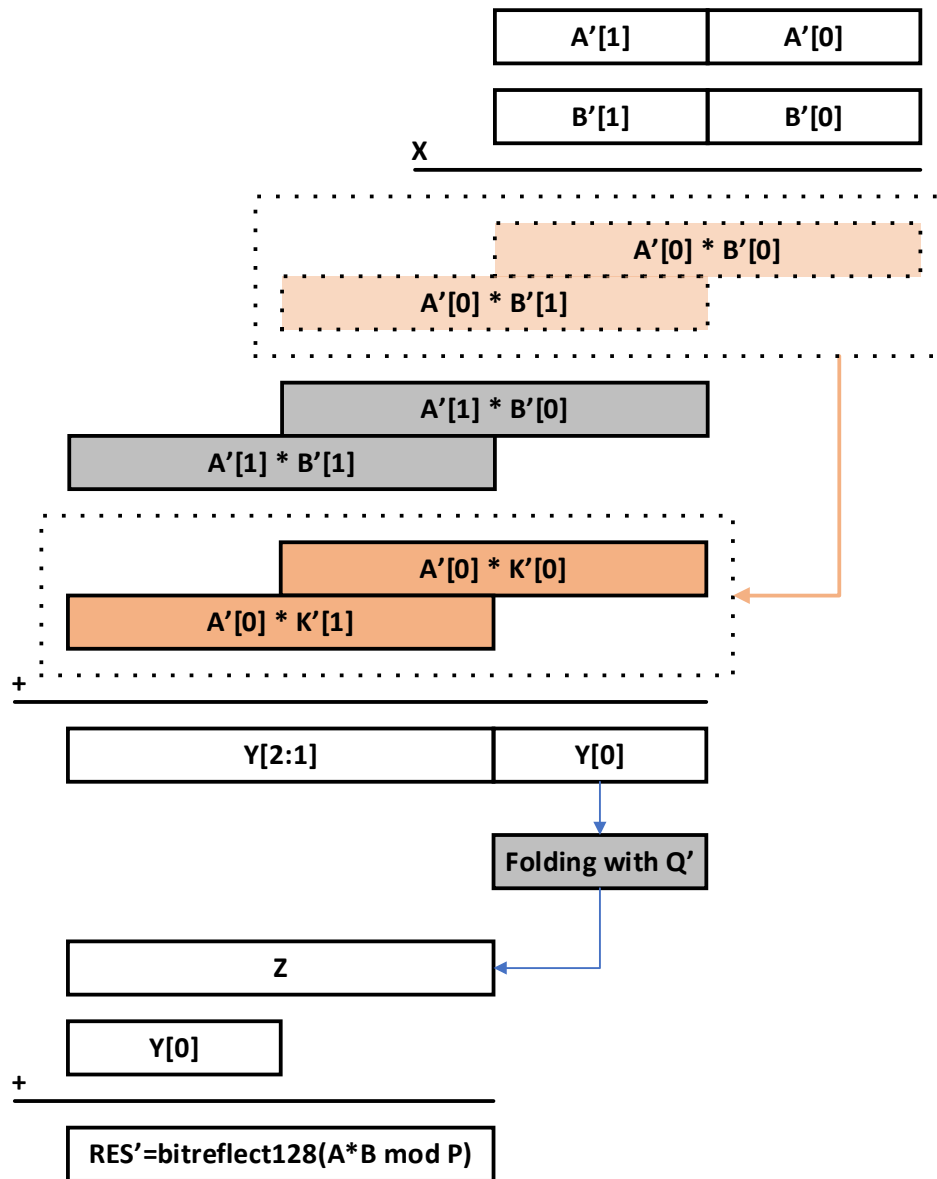 A’[1] A’[0]
B’[1] B’[0]
X
A’[0] * B’[0]
A’[0] * B’[1]
A’[1] * B’[0]
A’[1] * B’[1]
A’[0] * K’[0]
A’[0] * K’[1]
+
Y[2:1] Y[0]
Folding with Q’
Z
Y[0]
+
RES’=bitreflect128(A*B mod P)